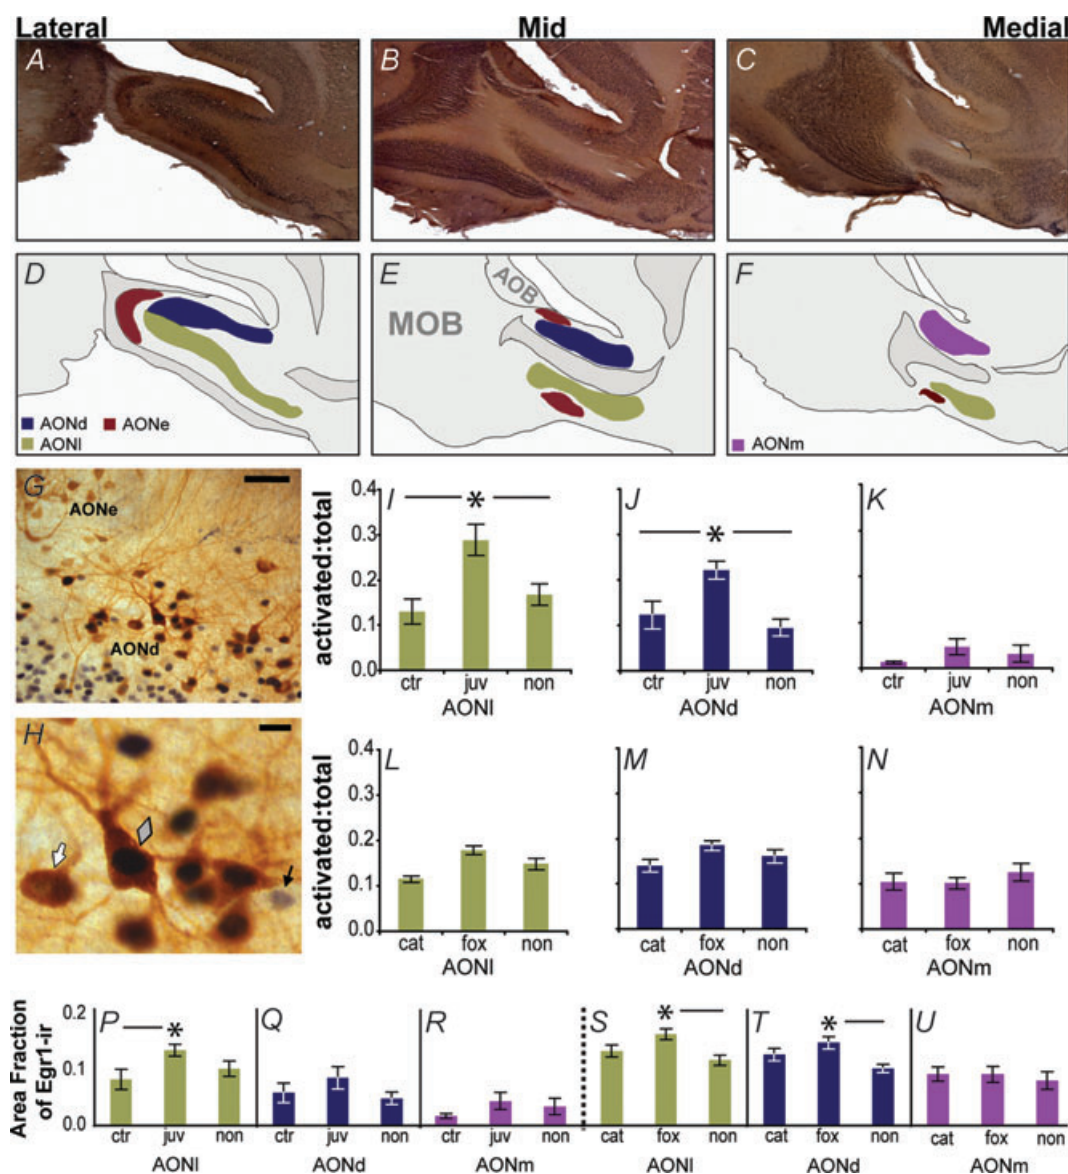 Lateral Mid Medial
A B C
D E F
AOB
MOB
AONd AONe
AONl
AONm
G
AONe
AONd
H
activated:total
0.4
0.3
0.2
0.1
0.0
I *
ctr juv non
AONl
J *
ctr juv non
AONd
K
ctr juv non
AONm
activated:total
0.4
0.3
0.2
0.1
0.0
L
cat fox non
AONl
M
cat fox non
AONd
N
cat fox non
AONm
Area Fraction
of Egr1-ir
0.2
0.1
0.0
P * Q R S * T * U
ctr juv non ctr juv non ctr juv non cat fox non cat fox non cat fox non
AONl AONd AONm AONl AONd AONm